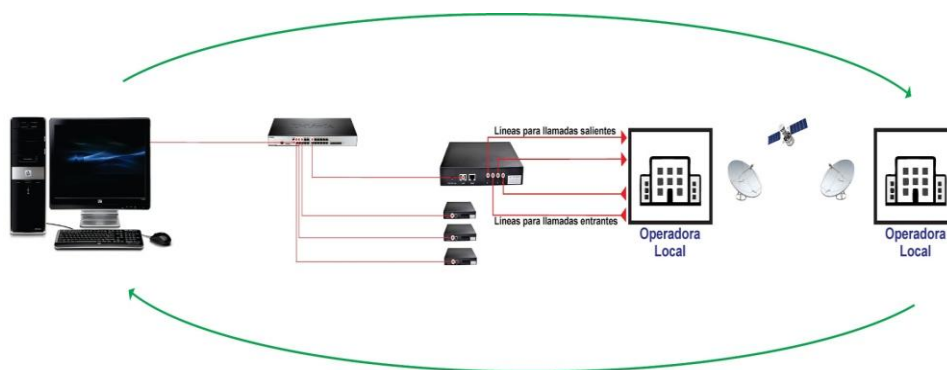 Lineas para llamadas salientes
Lineas para llamadas entrantes
Operadora
Local
Operadora
Local